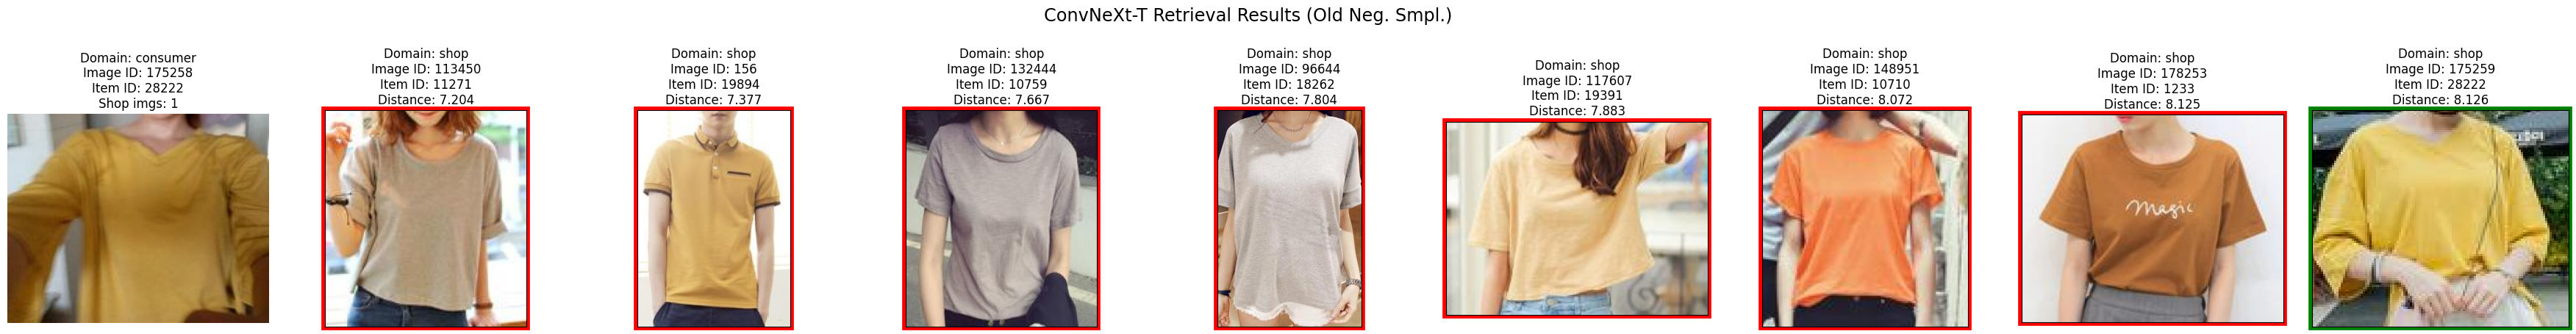 ConvNeXt-T Retrieval Results (Old Neg. Smpl.)
Domain: consumer
Image ID: 175258
Item ID: 28222
Shop imgs: 1
Domain: shop
Image ID: 113450
Item ID: 11271
Distance: 7.204
Domain: shop
Image ID: 156
Item ID: 19894
Distance: 7.377
Domain: shop
Image ID: 132444
Item ID: 10759
Distance: 7.667
Domain: shop
Image ID: 96644
Item ID: 18262
Distance: 7.804
Domain: shop
Image ID: 117607
Item ID: 19391
Distance: 7.883
Domain: shop
Image ID: 148951
Item ID: 10710
Distance: 8.072
Domain: shop
Image ID: 178253
Item ID: 1233
Distance: 8.125
Magic
Domain: shop
Image ID: 175259
Item ID: 28222
Distance: 8.126